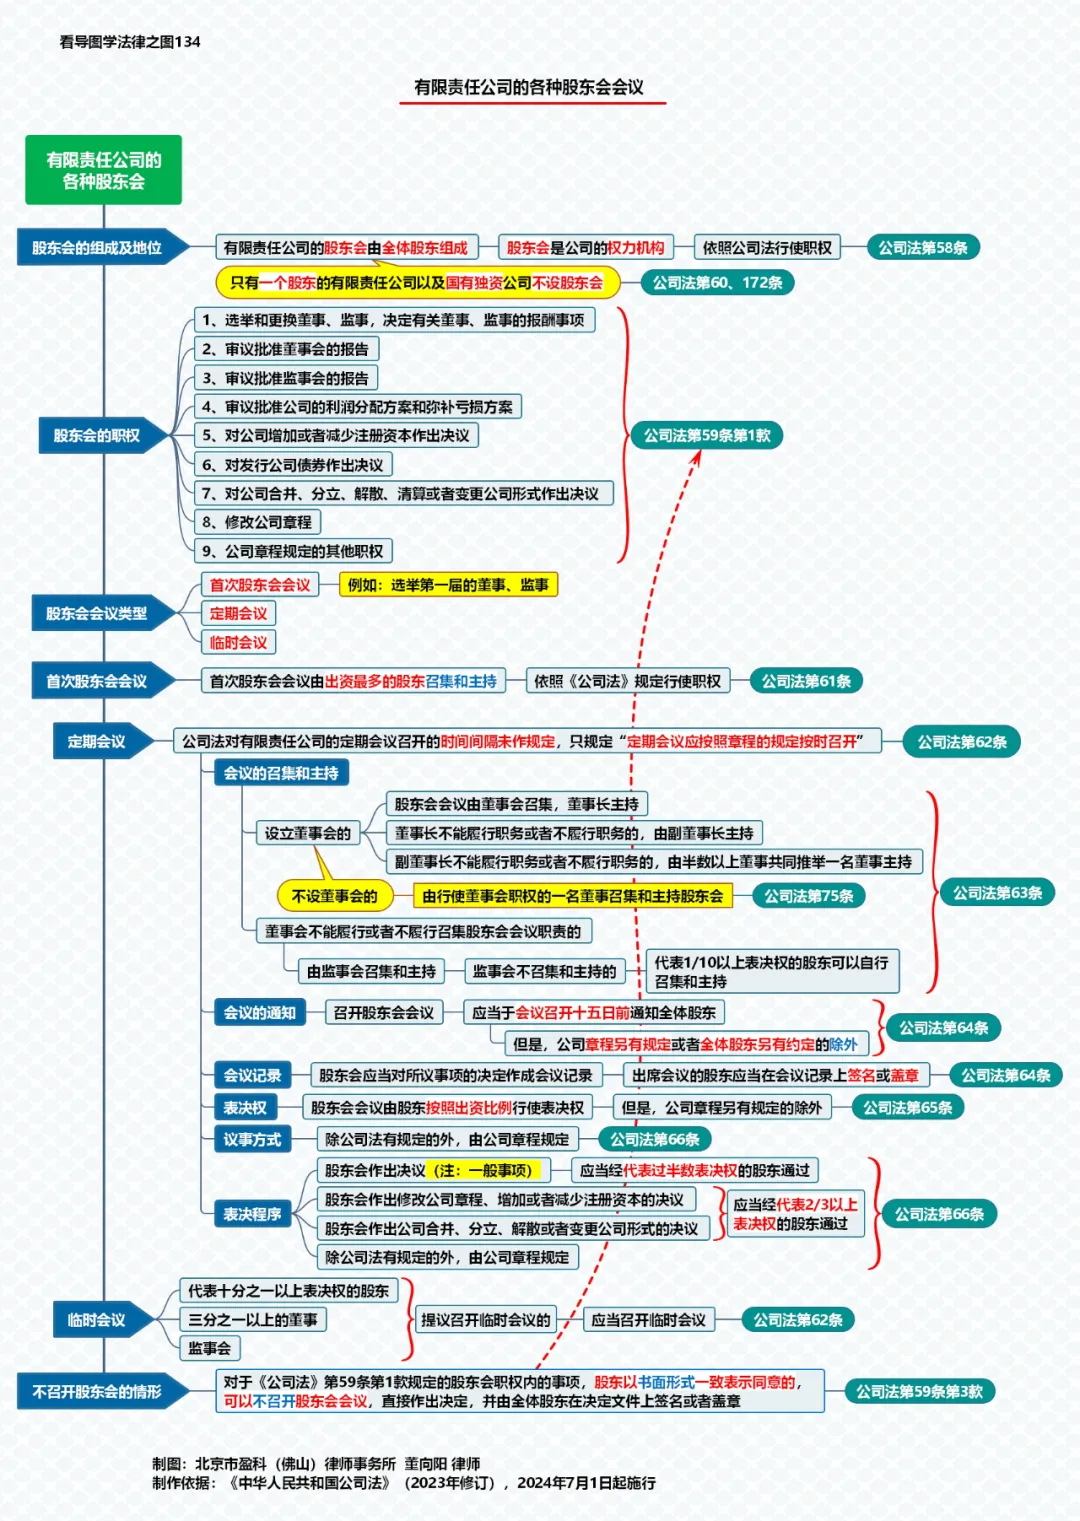 看导图学法律之图134
有限责任公司的各种股东会会议
有限责任公司的
各种股东会
股东会的组成及地位
有限责任公司的股东会由全体股东组成
股东会是公司的权力机构
依照公司法行使职权
公司法第58条
只有一个股东的有限责任公司以及国有独资公司不设股东会
公司法第60、172条
股东会的职权
1、选举和更换董事、监事，决定有关董事、监事的报酬事项
2、审议批准董事会的报告
3、审议批准监事会的报告
4、审议批准公司的利润分配方案和弥补亏损方案
5、对公司增加或者减少注册资本作出决议
6、对发行公司债券作出决议
7、对公司合并、分立、解散、清算或者变更公司形式作出决议
8、修改公司章程
9、公司章程规定的其他职权
公司法第59条第1款
股东会会议类型
首次股东会会议
例如：选举第一届的董事、监事
定期会议
临时会议
首次股东会会议
首次股东会会议由出资最多的股东召集和主持
依照《公司法》规定行使职权
公司法第61条
定期会议
公司法对有限责任公司的定期会议召开的时间间隔未作规定，只规定“定期会议应按照章程的规定按时召开”
公司法第62条
会议的召集和主持
设立董事会的
股东会会议由董事会召集，董事长主持
董事长不能履行职务或者不履行职务的，由副董事长主持
副董事长不能履行职务或者不履行职务的，由半数以上董事共同推举一名董事主持
不设董事会的
由行使董事会职权的一名董事召集和主持股东会
公司法第75条
公司法第63条
董事会不能履行或者不履行召集股东会会议职责的
由监事会召集和主持
监事会不召集和主持的
代表1/10以上表决权的股东可以自行
召集和主持
会议的通知
召开股东会会议
应当于会议召开十五日前通知全体股东
但是，公司章程另有规定或者全体股东另有约定的除外
公司法第64条
会议记录
股东会应当对所议事项的决定作成会议记录
出席会议的股东应当在会议记录上签名或盖章
公司法第64条
表决权
股东会会议由股东按照出资比例行使表决权
但是，公司章程另有规定的除外
公司法第65条
议事方式
除公司法有规定的外，由公司章程规定
公司法第66条
表决程序
股东会作出决议（注：一般事项）
应当经代表过半数表决权的股东通过
股东会作出修改公司章程、增加或者减少注册资本的决议
股东会作出公司合并、分立、解散或者变更公司形式的决议
应当经代表2/3以上
表决权的股东通过
除公司法有规定的外，由公司章程规定
公司法第66条
临时会议
代表十分之一以上表决权的股东
三分之一以上的董事
监事会
提议召开临时会议的
应当召开临时会议
公司法第62条
不召开股东会的情形
对于《公司法》第59条第1款规定的股东会职权内的事项，股东以书面形式一致表示同意的，
可以不召开股东会会议，直接作出决定，并由全体股东在决定文件上签名或者盖章
公司法第59条第3款
制图：北京市盈科（佛山）律师事务所 董向阳 律师
制作依据：《中华人民共和国公司法》（2023年修订），2024年7月1日起施行